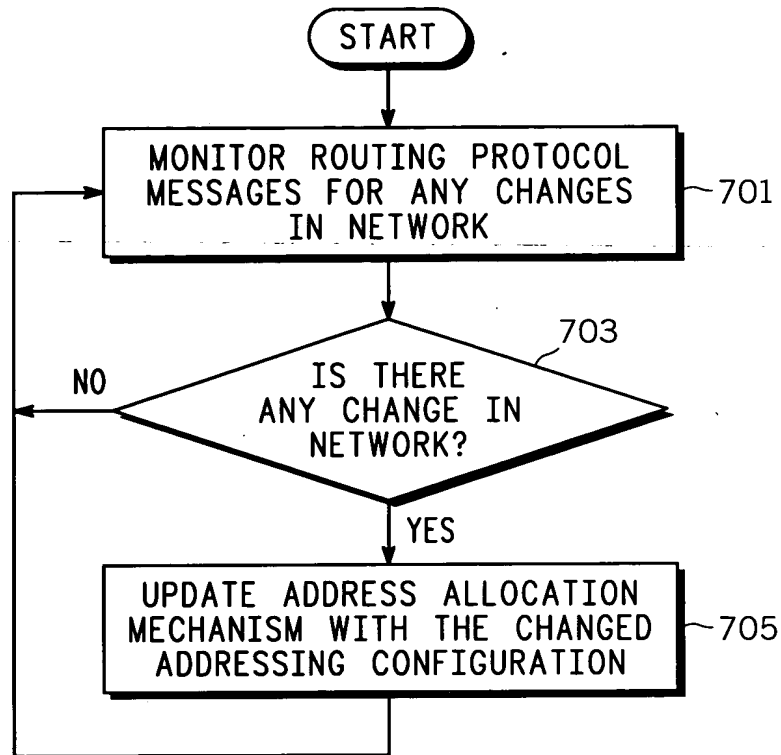 START
MONITOR ROUTING PROTOCOL
MESSAGES FOR ANY CHANGES
IN NETWORK
701
703
IS THERE
ANY CHANGE IN
NETWORK?
NO
YES
UPDATE ADDRESS ALLOCATION
MECHANISM WITH THE CHANGED
ADDRESSING CONFIGURATION
705